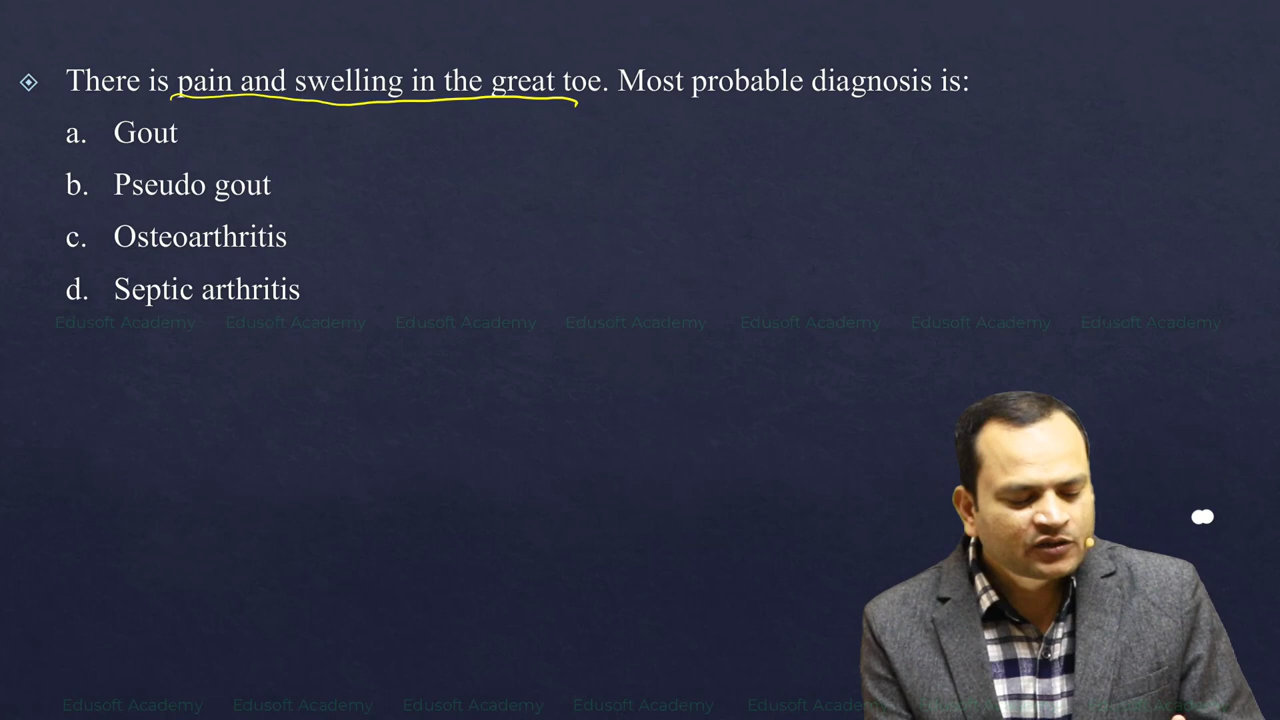 There is pain and swelling in the great toe. Most probable diagnosis is:
a. Gout
b. Pseudo gout
c. Osteoarthritis
d. Septic arthritis
Edusoft Academy Edusoft Academy Edusoft Academy Edusoft Academy Edusoft Academy Edusoft Academy Edusoft Academy
Edusoft Academy Edusoft Academy Edusoft Academy Edusoft Academy Edusoft Academy